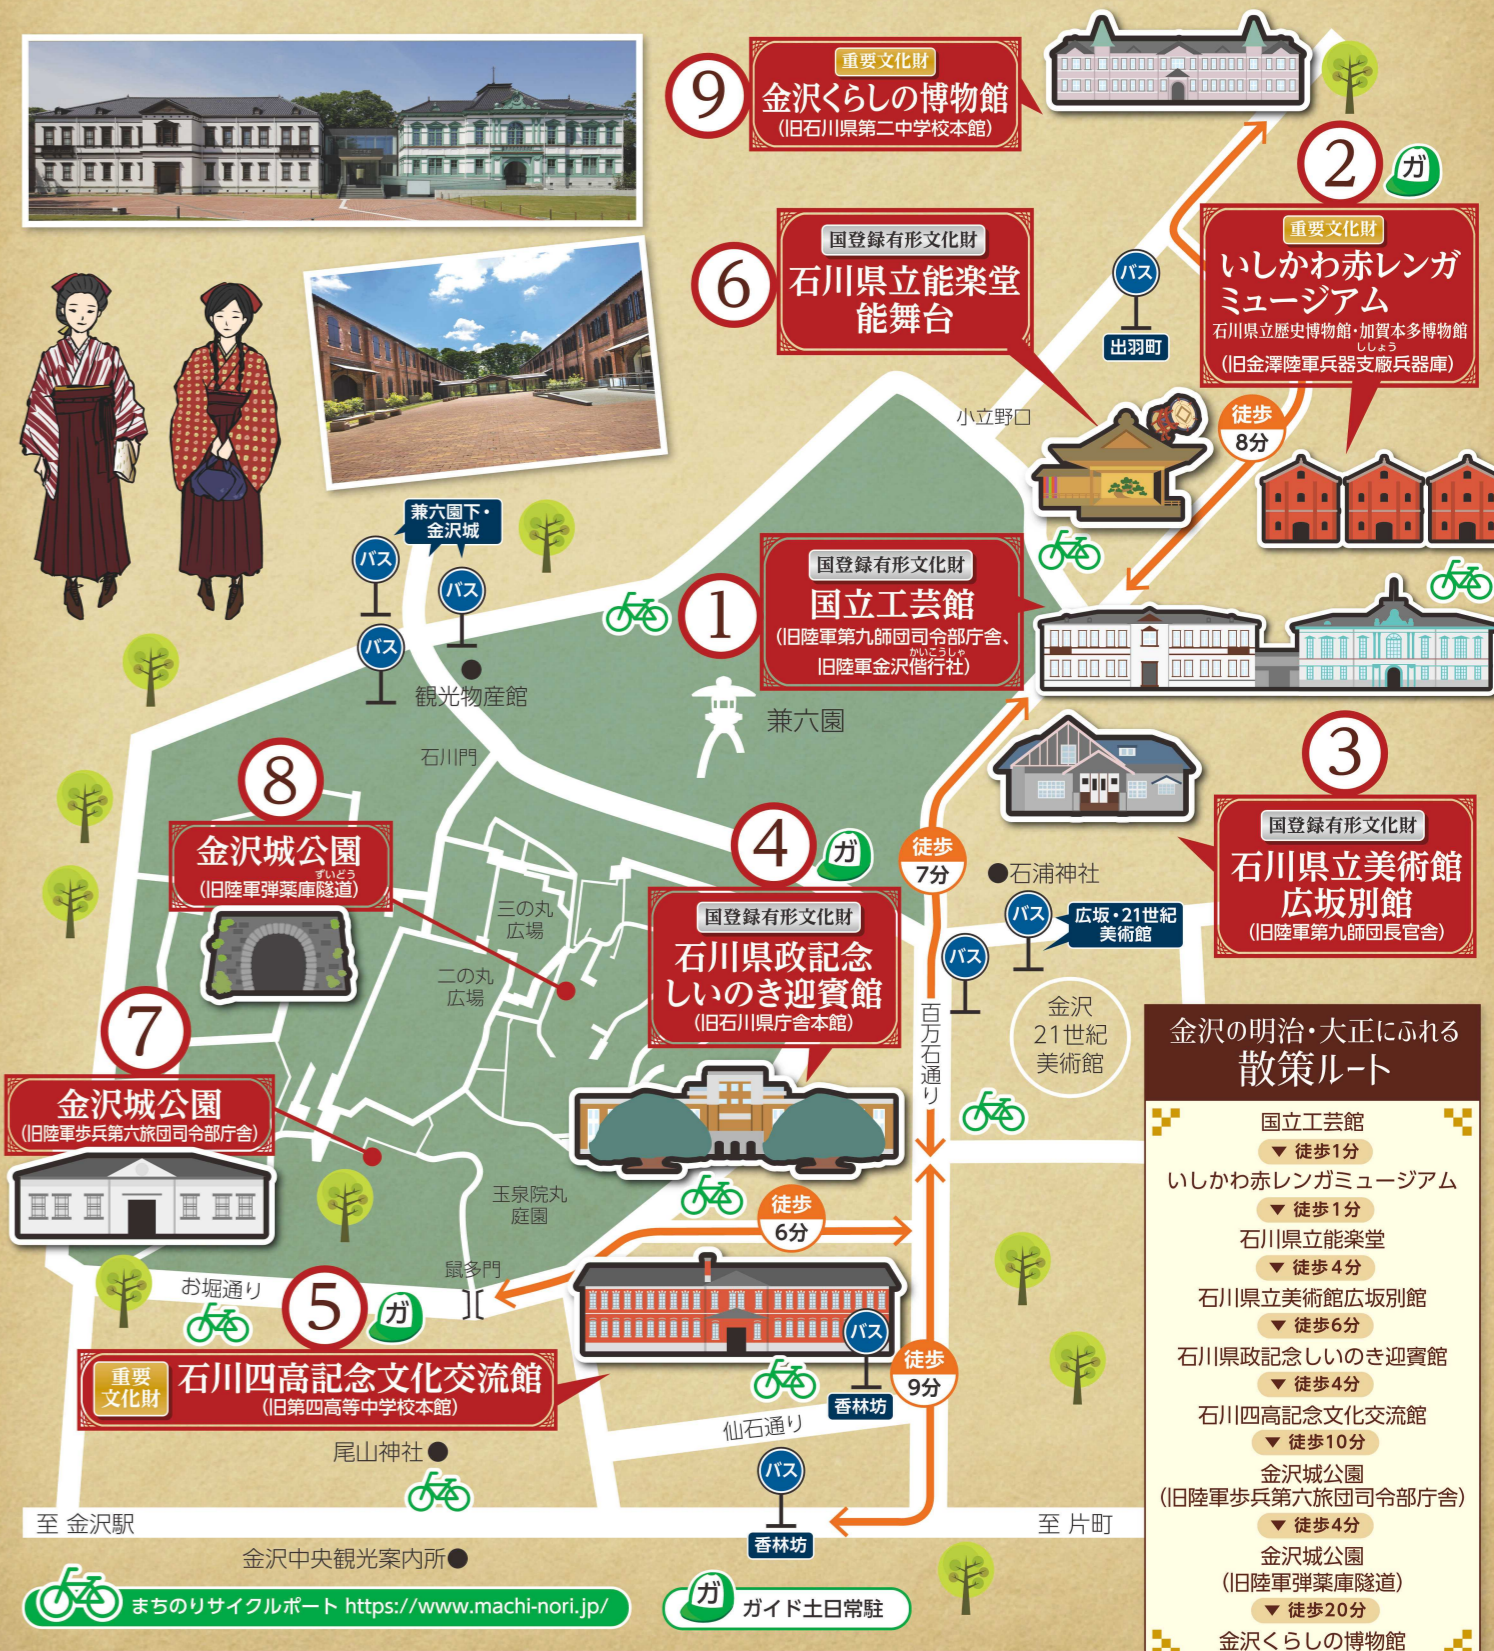 9
重要文化財
金沢くらしの博物館
(旧石川県第二中学校本館)
2
ガ
重要文化財
いしかわ赤レンガ
ミュージアム
石川県立歴史博物館・加賀本多博物館
ししょう
(旧金澤陸軍兵器支廠兵器庫)
6
国登録有形文化財
石川県立能楽堂
能舞台
バス
出羽町
小立野口
徒歩
8分
兼六園下・
金沢城
バス
バス
バス
観光物産館
1
国登録有形文化財
国立工芸館
(旧陸軍第九師団司令部庁舎、
かいこうしゃ
旧陸軍金沢偕行社)
兼六園
石川門
3
国登録有形文化財
石川県立美術館
広坂別館
(旧陸軍第九師団長官舎)
8
金沢城公園
ずいどう
(旧陸軍弾薬庫隧道)
4
ガ
国登録有形文化財
石川県政記念
しいのき迎賓館
(旧石川県庁舎本館)
徒歩
7分
石浦神社
バス
広坂・21世紀
美術館
バス
三の丸
広場
二の丸
広場
百万石通り
金沢
21世紀
美術館
7
金沢城公園
(旧陸軍歩兵第六旅団司令部庁舎)
玉泉院丸
庭園
徒歩
6分
鼠多門
お堀通り
5
ガ
重要
文化財
石川四高記念文化交流館
(旧第四高等中学校本館)
バス
香林坊
徒歩
9分
仙石通り
尾山神社
バス
香林坊
至 金沢駅
至 片町
金沢中央観光案内所
まちのりサイクルポート https://www.machi-nori.jp/
ガ
ガイド土日常駐
金沢の明治・大正にふれる
散策ルート
国立工芸館
▼ 徒歩1分
いしかわ赤レンガミュージアム
▼ 徒歩1分
石川県立能楽堂
▼ 徒歩4分
石川県立美術館広坂別館
▼ 徒歩6分
石川県政記念しいのき迎賓館
▼ 徒歩4分
石川四高記念文化交流館
▼ 徒歩10分
金沢城公園
(旧陸軍歩兵第六旅団司令部庁舎)
▼ 徒歩4分
金沢城公園
(旧陸軍弾薬庫隧道)
▼ 徒歩20分
金沢くらしの博物館